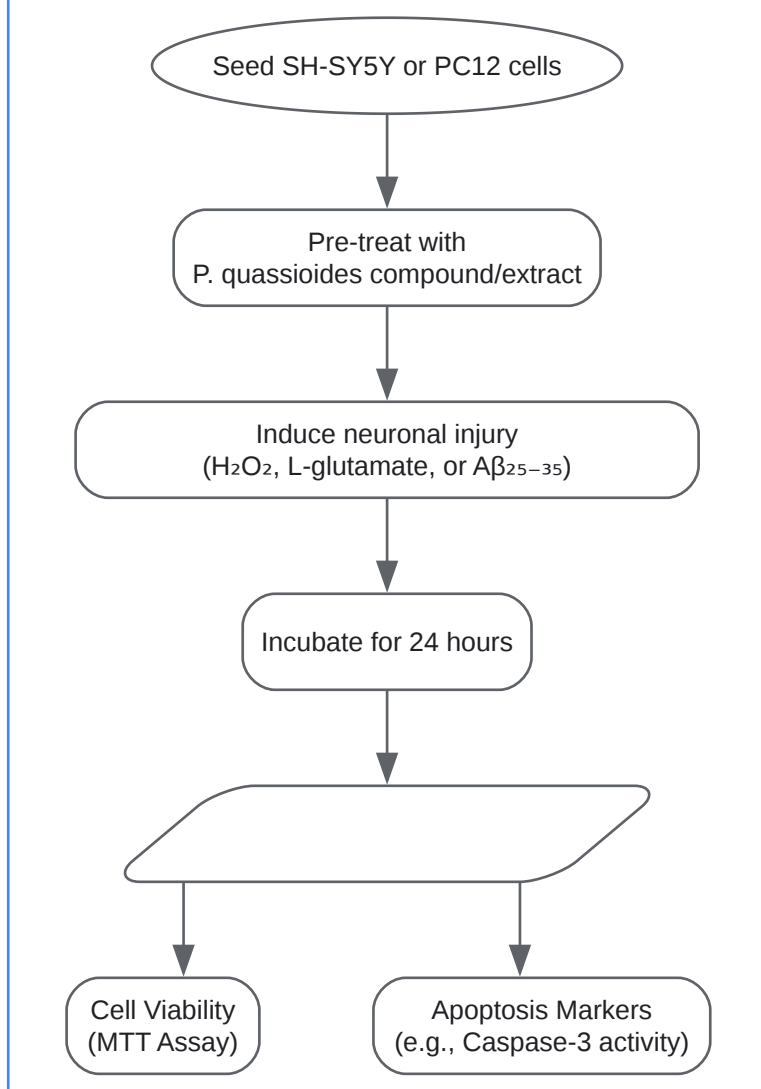 Seed SH-SY5Y or PC12 cells
Pre-treat with
P. quassioides compound/extract
Induce neuronal injury
(H₂O₂, L-glutamate, or Aβ₂₅₋₃₅)
Incubate for 24 hours
Cell Viability
(MTT Assay)
Apoptosis Markers
(e.g., Caspase-3 activity)